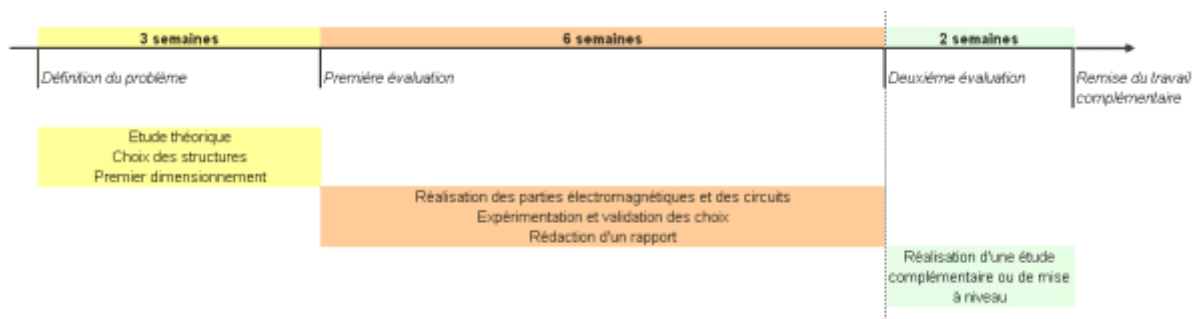 3 semaines
6 semaines
2 semaines
Définition du problème
Première évaluation
Deuxième évaluation
Remise du travail
complémentaire
Etude théorique
Choix des structures
Premier dimensionnement
Réalisation des parties électromagnétiques et des circuits
Expérimentation et validation des choix
Rédaction d'un rapport
Réalisation d'une étude
complémentaire ou de mise
à niveau